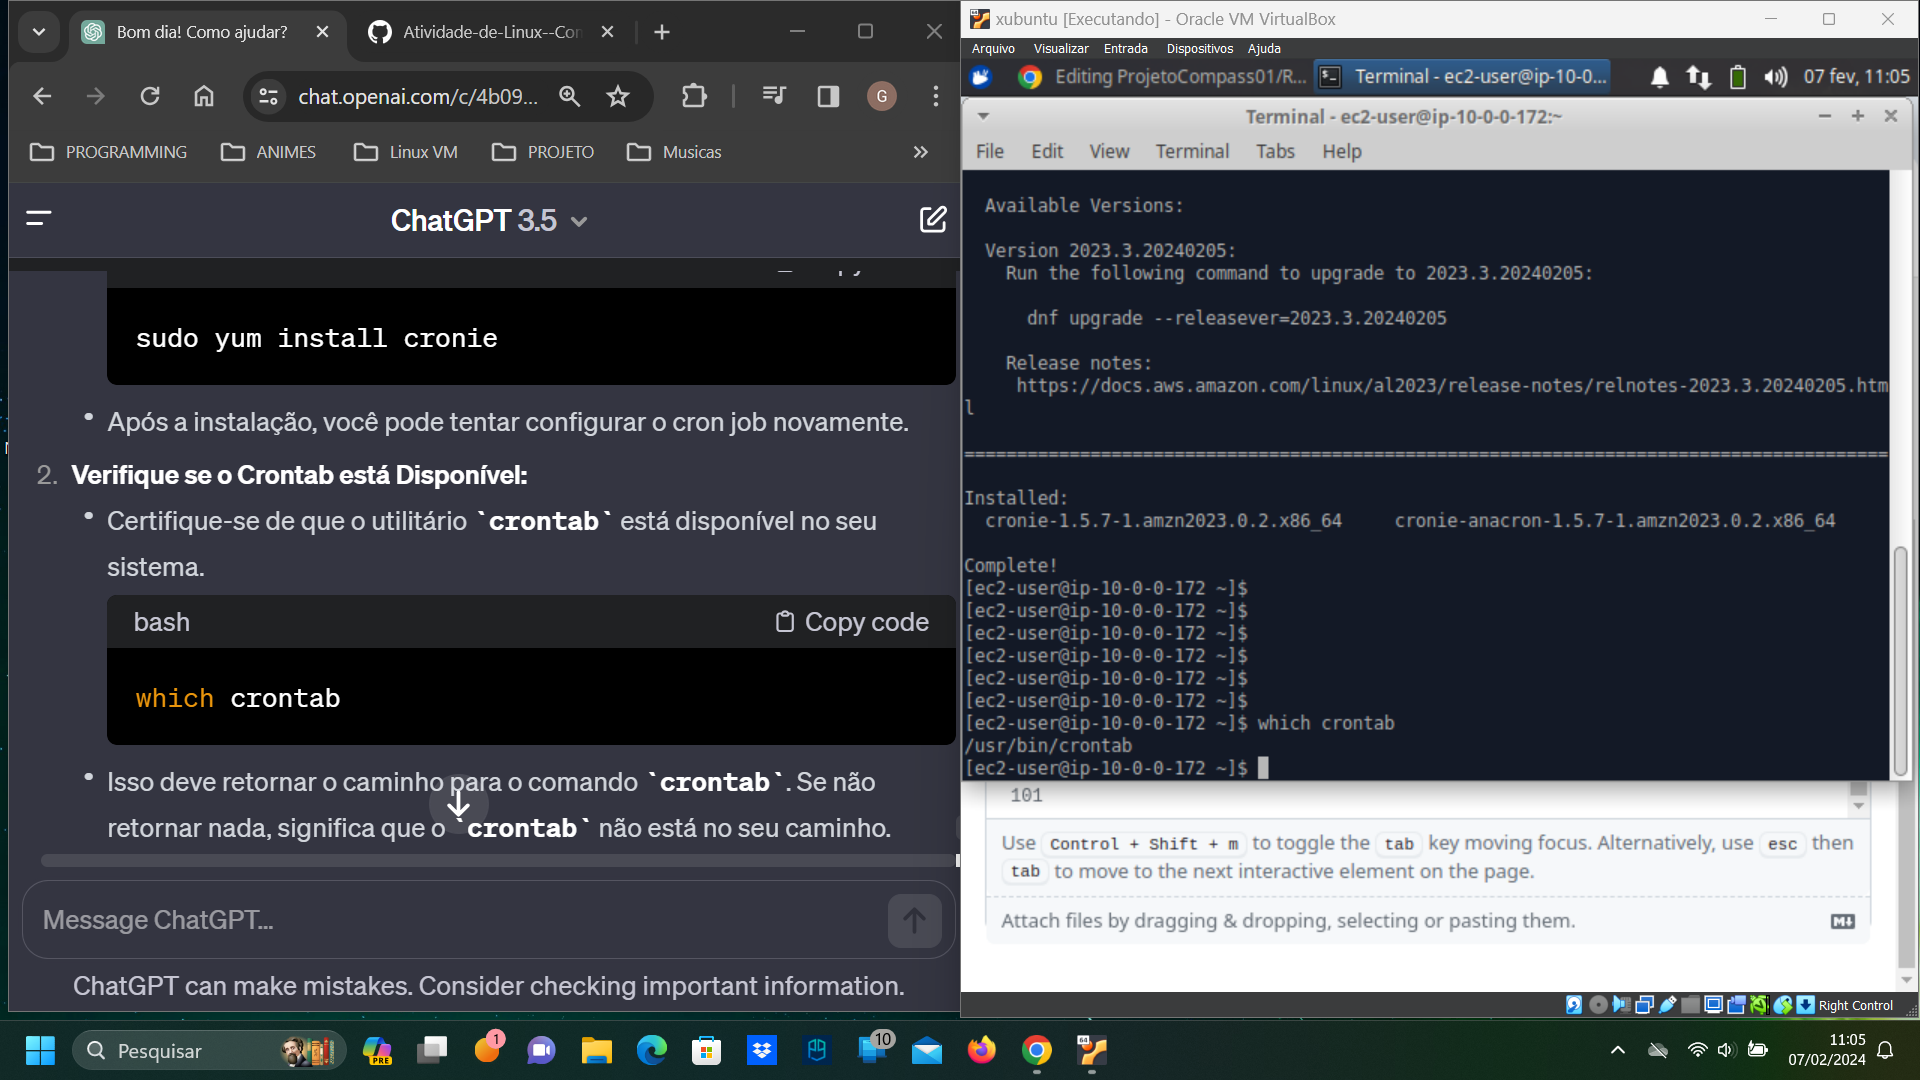 Bom dia! Como ajudar?
Atividade-de-Linux--Con
chat.openai.com/c/4b09...
G
PROGRAMMING
ANIMES
Linux VM
PROJETO
Musicas
ChatGPT 3.5
sudo yum install cronie
• Após a instalação, você pode tentar configurar o cron job novamente.
2. Verifique se o Crontab está Disponível:
• Certifique-se de que o utilitário `crontab` está disponível no seu
sistema.
bash
Copy code
which crontab
• Isso deve retornar o caminho para o comando `crontab`. Se não
retornar nada, significa que o `crontab` não está no seu caminho.
Message ChatGPT...
ChatGPT can make mistakes. Consider checking important information.
xubuntu [Executando] - Oracle VM VirtualBox
Arquivo Visualizar Entrada Dispositivos Ajuda
Editing ProjetoCompass01/R...
Terminal - ec2-user@ip-10-0...
07 fev, 11:05
Terminal - ec2-user@ip-10-0-0-172:~
File Edit View Terminal Tabs Help
Available Versions:
Version 2023.3.20240205:
Run the following command to upgrade to 2023.3.20240205:
dnf upgrade --releasever=2023.3.20240205
Release notes:
https://docs.aws.amazon.com/linux/al2023/release-notes/relnotes-2023.3.20240205.htm
l
========================================================================================
Installed:
cronie-1.5.7-1.amzn2023.0.2.x86_64 cronie-anacron-1.5.7-1.amzn2023.0.2.x86_64
Complete!
[ec2-user@ip-10-0-0-172 ~]$
[ec2-user@ip-10-0-0-172 ~]$
[ec2-user@ip-10-0-0-172 ~]$
[ec2-user@ip-10-0-0-172 ~]$
[ec2-user@ip-10-0-0-172 ~]$
[ec2-user@ip-10-0-0-172 ~]$
[ec2-user@ip-10-0-0-172 ~]$ which crontab
/usr/bin/crontab
[ec2-user@ip-10-0-0-172 ~]$
101
Use Control + Shift + m to toggle the tab key moving focus. Alternatively, use esc then
tab to move to the next interactive element on the page.
Attach files by dragging & dropping, selecting or pasting them.
Right Control
Pesquisar
PRE
1
10
64
11:05
07/02/2024